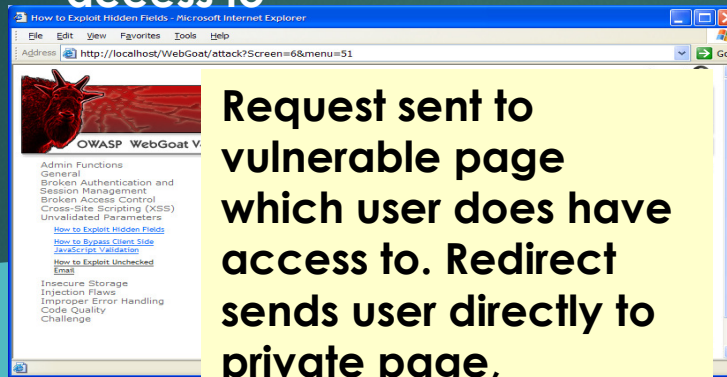 access to
How to Exploit Hidden Fields - Microsoft Internet Explorer
File Edit View Favorites Tools Help
Address http://localhost/WebGoat/attack?Screen=6&menu=51 Go
OWASP WebGoat V
Admin Functions
General
Broken Authentication and
Session Management
Broken Access Control
Cross-Site Scripting (XSS)
Unvalidated Parameters
How to Exploit Hidden Fields
How to Bypass Client Side
JavaScript Validation
How to Exploit Unchecked
Email
Insecure Storage
Injection Flaws
Improper Error Handling
Code Quality
Challenge
Request sent to
vulnerable page
which user does have
access to. Redirect
sends user directly to
private page,